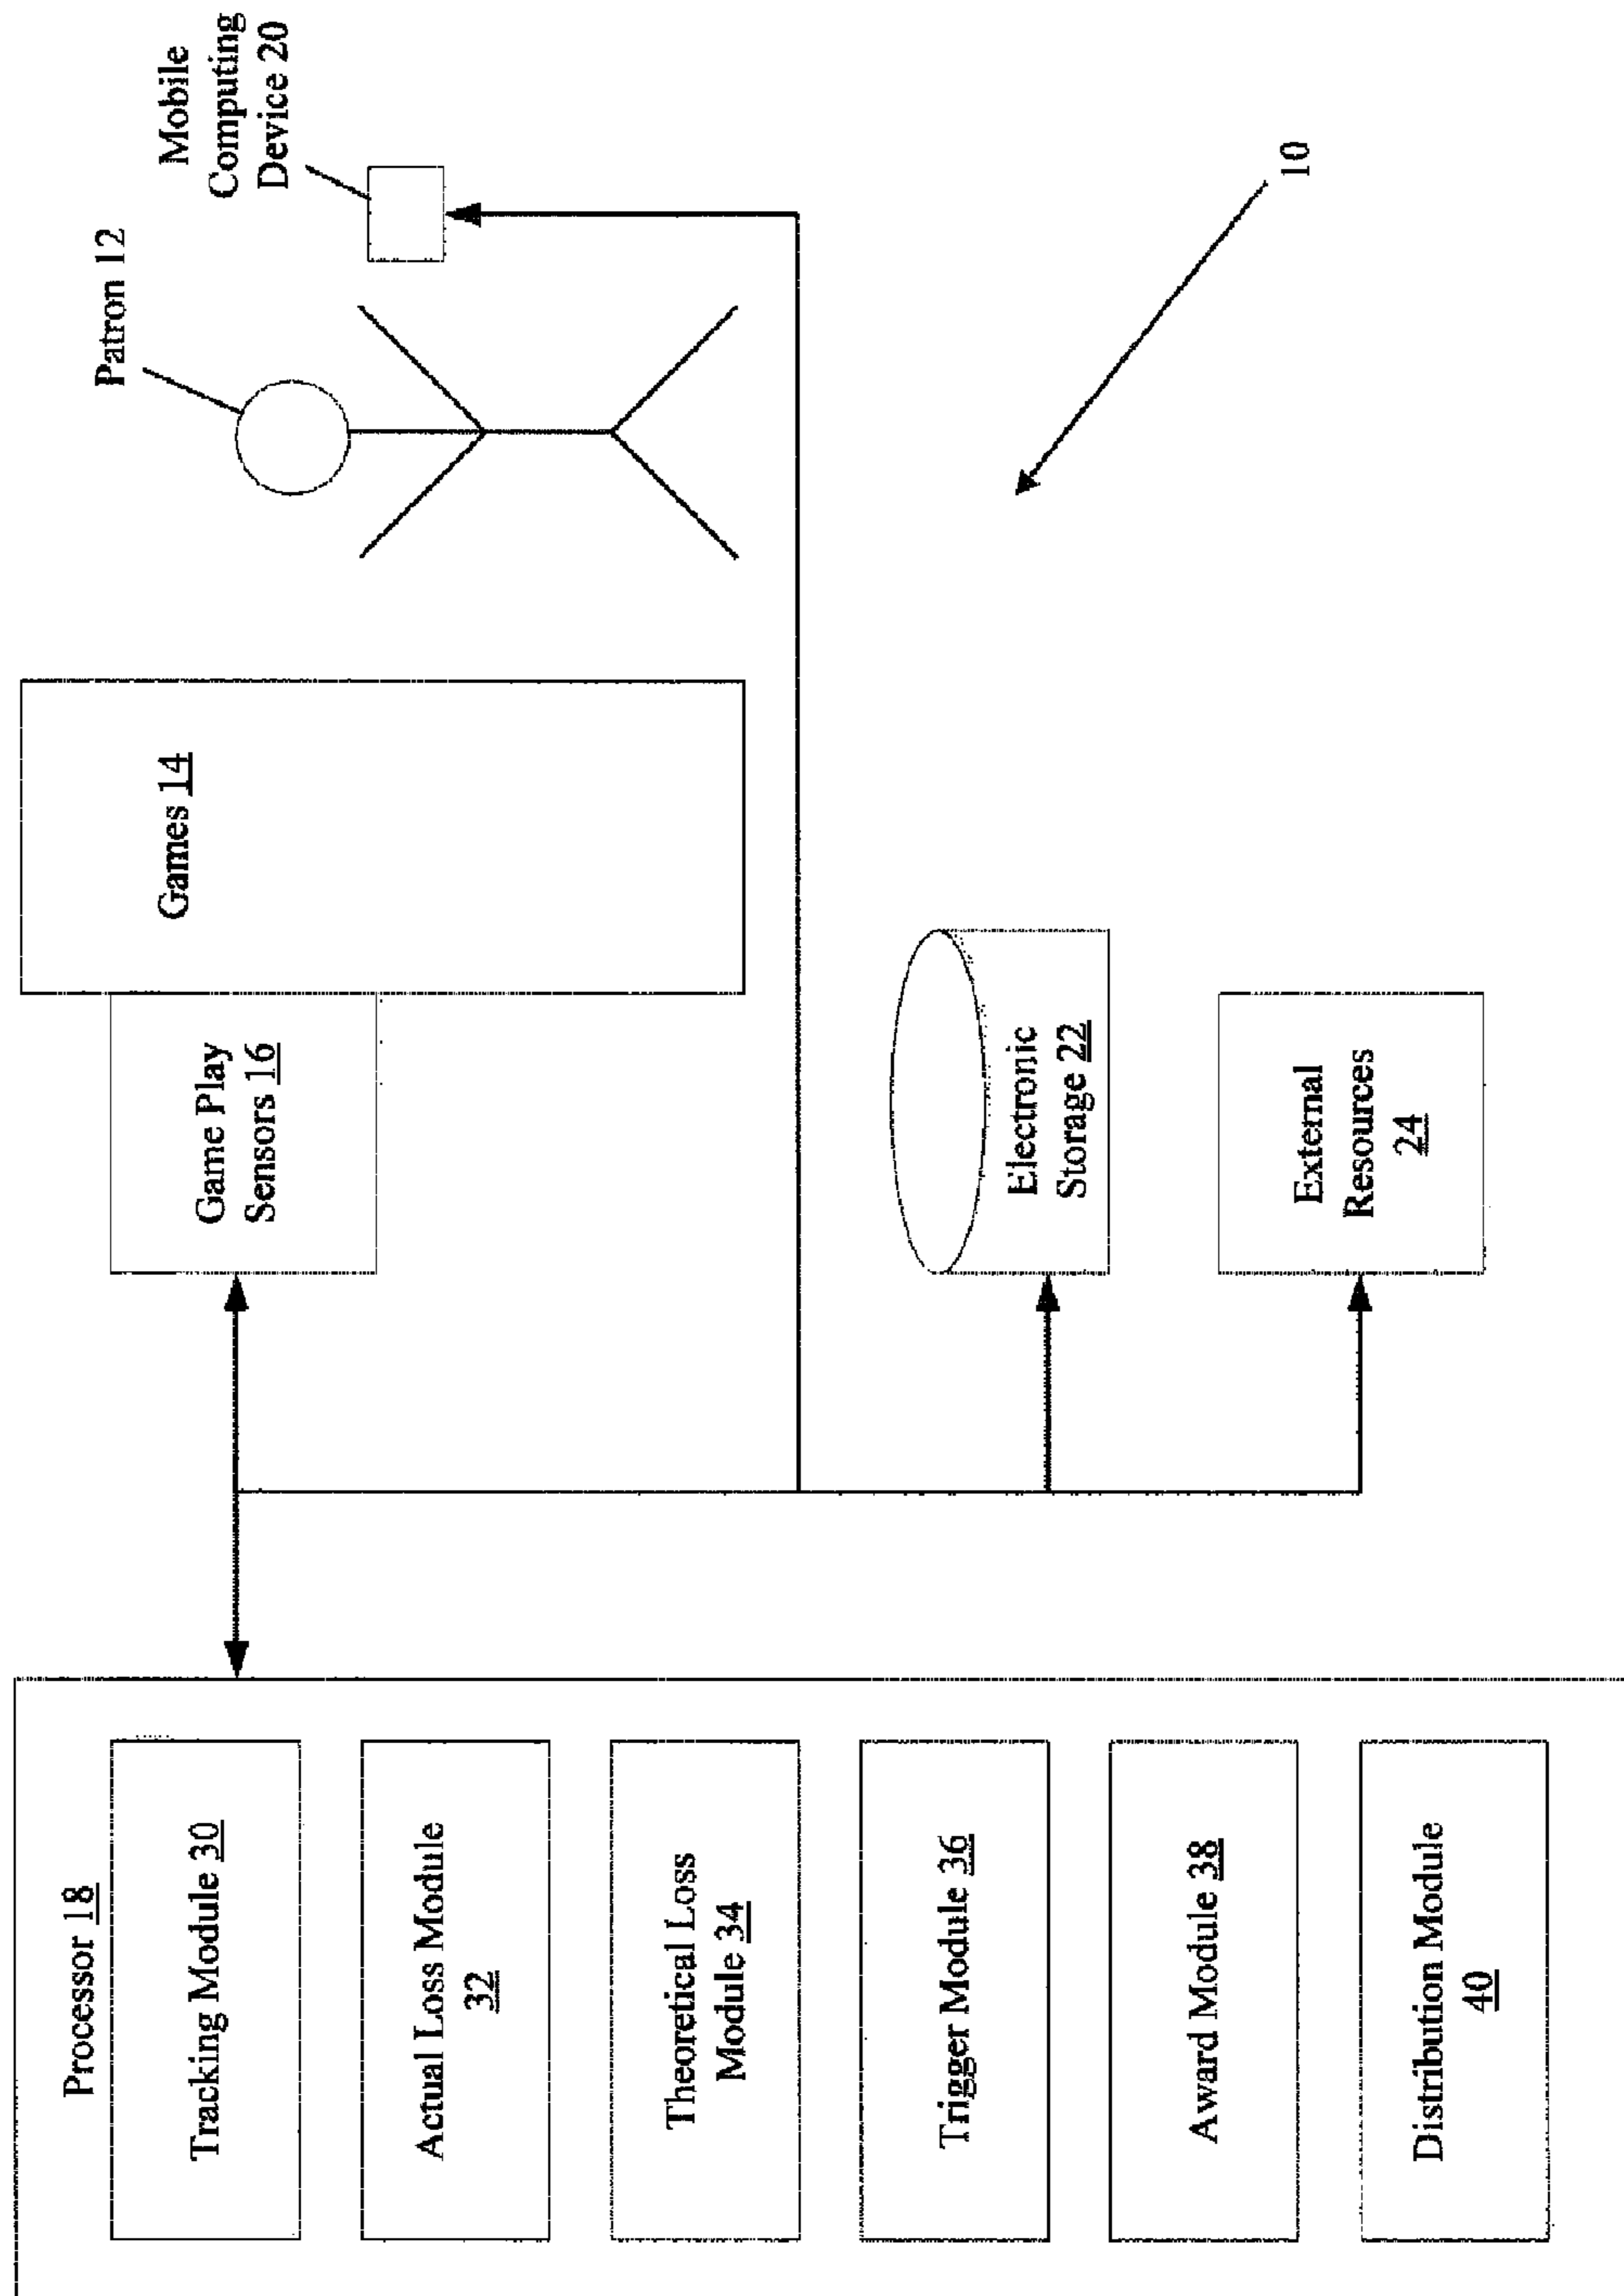 Processor 18
Tracking Module 30
Actual Loss Module
32
Theoretical Loss
Module 34
Trigger Module 36
Award Module 38
Distribution Module
40
Game Play
Sensors 16
Electronic
Storage 22
External
Resources
24
Games 14
Patron 12
Mobile
Computing
Device 20
10